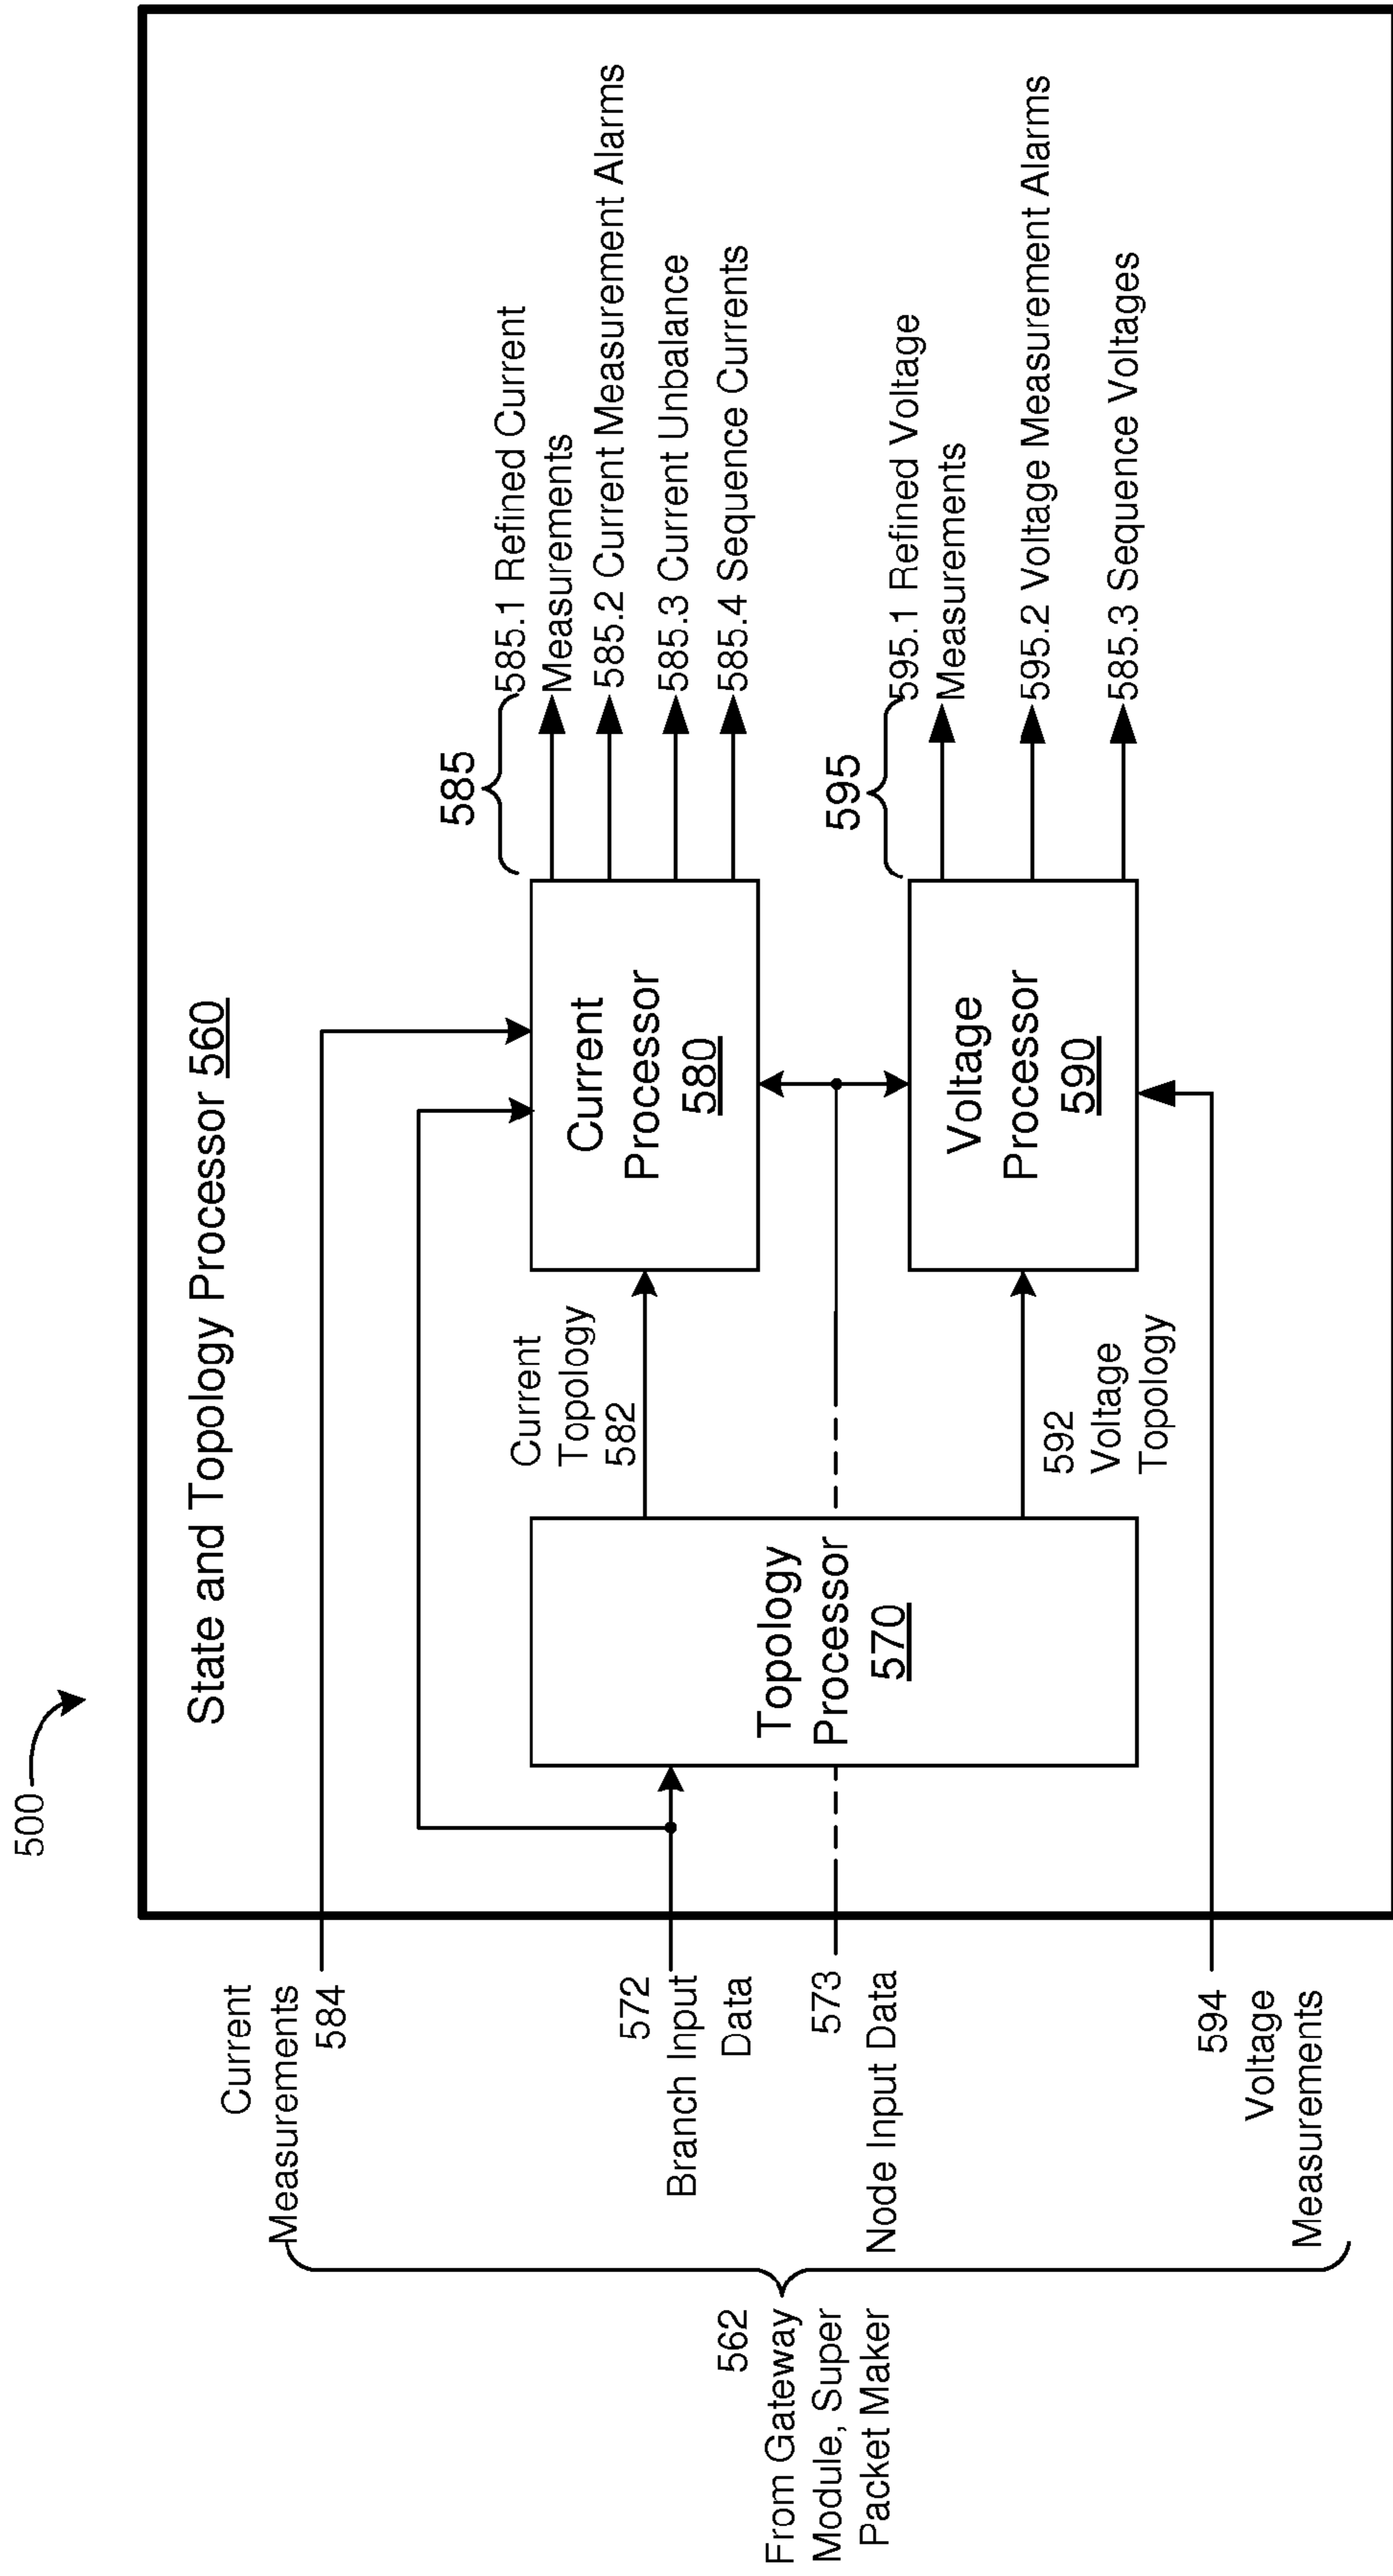 500
State and Topology Processor 560
Current
Measurements
584
572
Branch Input
Data
573
Node Input Data
594
Voltage
Measurements
562
From Gateway
Module, Super
Packet Maker
Topology
Processor
570
Current
Topology
582
592
Voltage
Topology
Current
Processor
580
Voltage
Processor
590
585
585.1 Refined Current
Measurements
585.2 Current Measurement Alarms
585.3 Current Unbalance
585.4 Sequence Currents
595
595.1 Refined Voltage
Measurements
595.2 Voltage Measurement Alarms
585.3 Sequence Voltages